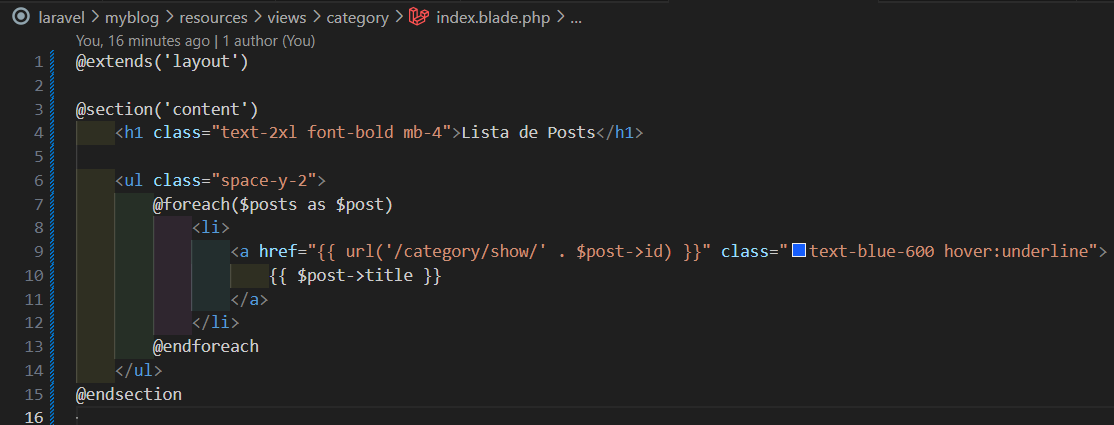 laravel > myblog > resources > views > category > index.blade.php > ...
You, 16 minutes ago | 1 author (You)
1 @extends('layout')
2
3 @section('content')
4 <h1 class="text-2xl font-bold mb-4">Lista de Posts</h1>
5
6 <ul class="space-y-2">
7 @foreach($posts as $post)
8 <li>
9 <a href="{{ url('/category/show/' . $post->id) }}" class="text-blue-600 hover:underline">
10 {{ $post->title }}
11 </a>
12 </li>
13 @endforeach
14 </ul>
15 @endsection
16